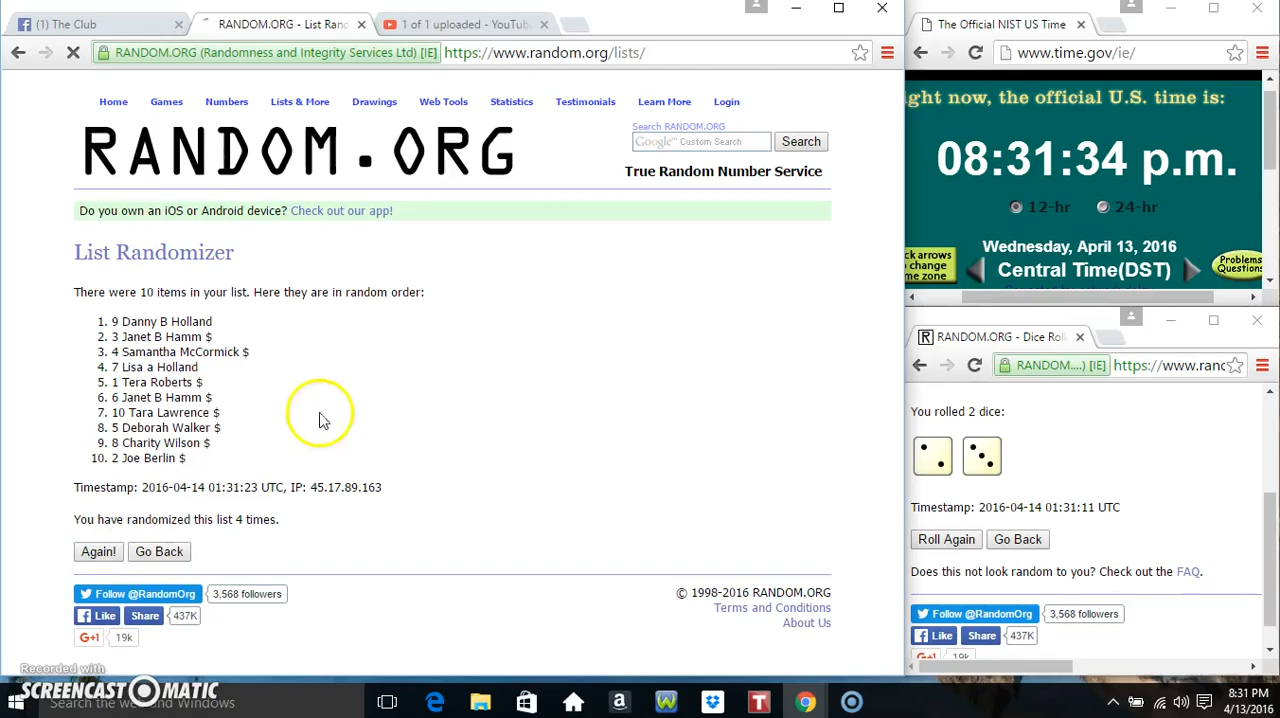 (1) The Club
RANDOM.ORG - List Ran
1 of 1 uploaded - YouTub
RANDOM.ORG (Randomness and Integrity Services Ltd) [IE]
https://www.random.org/lists/
Home Games Numbers Lists & More Drawings Web Tools Statistics Testimonials Learn More Login
RANDOM.ORG
Search RANDOM.ORG
Google™ Custom Search
Search
True Random Number Service
Do you own an iOS or Android device? Check out our app!
List Randomizer
There were 10 items in your list. Here they are in random order:
1. 9 Danny B Holland
2. 3 Janet B Hamm $
3. 4 Samantha McCormick $
4. 7 Lisa a Holland
5. 1 Tera Roberts $
6. 6 Janet B Hamm $
7. 10 Tara Lawrence $
8. 5 Deborah Walker $
9. 8 Charity Wilson $
10. 2 Joe Berlin $
Timestamp: 2016-04-14 01:31:23 UTC, IP: 45.17.89.163
You have randomized this list 4 times.
Again! Go Back
Follow @RandomOrg 3,568 followers
Like Share 437K
G+1 19k
© 1998-2016 RANDOM.ORG
Terms and Conditions
About Us
The Official NIST US Time
www.time.gov/ie/
ght now, the official U.S. time is:
08:31:34 p.m.
12-hr 24-hr
Wednesday, April 13, 2016
Central Time(DST)
ck arrows
o change
me zone
Problems
Questions
RANDOM.ORG - Dice Roll
RANDOM....) [IE]
https://www.ranc
You rolled 2 dice:
Timestamp: 2016-04-14 01:31:11 UTC
Roll Again Go Back
Does this not look random to you? Check out the FAQ.
Follow @RandomOrg 3,568 followers
Like Share 437K
19k
Recorded with
SCREENCAST-O-MATIC
Search the web and Windows
8:31 PM
4/13/2016